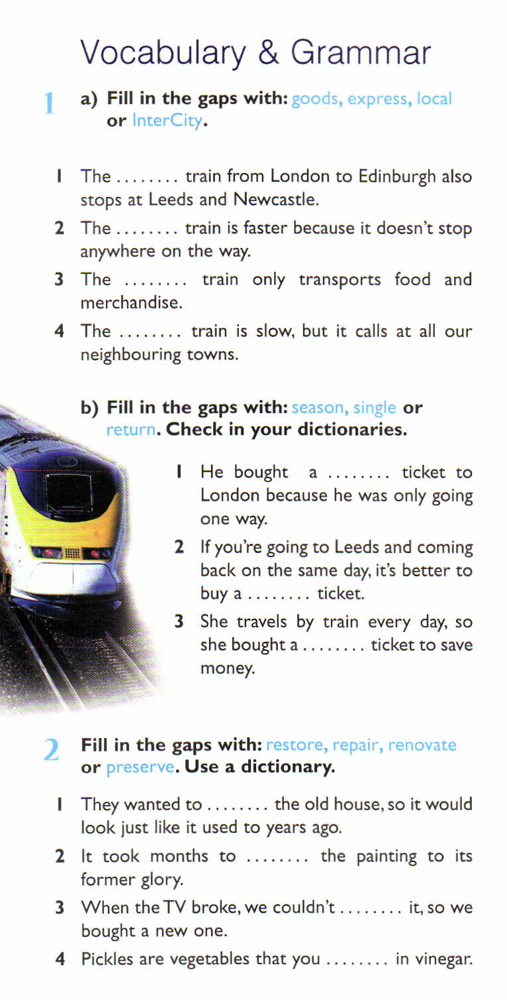 Vocabulary & Grammar
1 a) Fill in the gaps with: goods, express, local
or InterCity.
1 The ........ train from London to Edinburgh also
stops at Leeds and Newcastle.
2 The ........ train is faster because it doesn't stop
anywhere on the way.
3 The ........ train only transports food and
merchandise.
4 The ........ train is slow, but it calls at all our
neighbouring towns.
b) Fill in the gaps with: season, single or
return. Check in your dictionaries.
1 He bought a ........ ticket to
London because he was only going
one way.
2 If you're going to Leeds and coming
back on the same day, it's better to
buy a ........ ticket.
3 She travels by train every day, so
she bought a ........ ticket to save
money.
2 Fill in the gaps with: restore, repair, renovate
or preserve. Use a dictionary.
1 They wanted to ........ the old house, so it would
look just like it used to years ago.
2 It took months to ........ the painting to its
former glory.
3 When the TV broke, we couldn't ........ it, so we
bought a new one.
4 Pickles are vegetables that you ........ in vinegar.